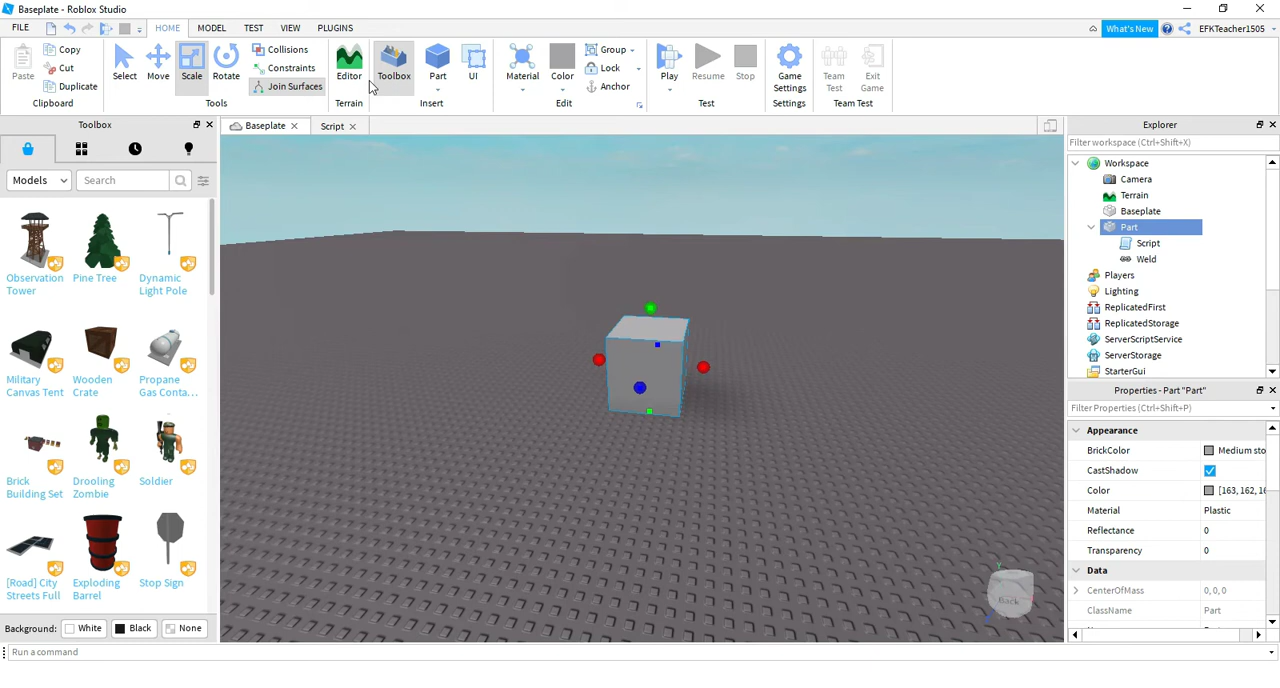 Baseplate - Roblox Studio
FILE
HOME
MODEL
TEST
VIEW
PLUGINS
What's New
EFKTeacher1505
Paste
Copy
Cut
Duplicate
Clipboard
Select
Move
Scale
Rotate
Collisions
Constraints
Join Surfaces
Tools
Editor
Terrain
Toolbox
Part
UI
Insert
Material
Color
Group
Lock
Anchor
Edit
Play
Resume
Stop
Test
Game
Settings
Settings
Team
Test
Exit
Game
Team Test
Toolbox
Models
Search
Observation
Tower
Pine Tree
Dynamic
Light Pole
Military
Canvas Tent
Wooden
Crate
Propane
Gas Conta...
Brick
Building Set
Drooling
Zombie
Soldier
[Road] City
Streets Full
Exploding
Barrel
Stop Sign
Background:
White
Black
None
Baseplate
Script
Y
Back
Explorer
Filter workspace (Ctrl+Shift+X)
Workspace
Camera
Terrain
Baseplate
Part
Script
Weld
Players
Lighting
ReplicatedFirst
ReplicatedStorage
ServerScriptService
ServerStorage
StarterGui
Properties - Part "Part"
Filter Properties (Ctrl+Shift+P)
Appearance
BrickColor Medium sto
CastShadow
Color [163, 162, 16
Material Plastic
Reflectance 0
Transparency 0
Data
CenterOfMass 0, 0, 0
ClassName Part
Run a command